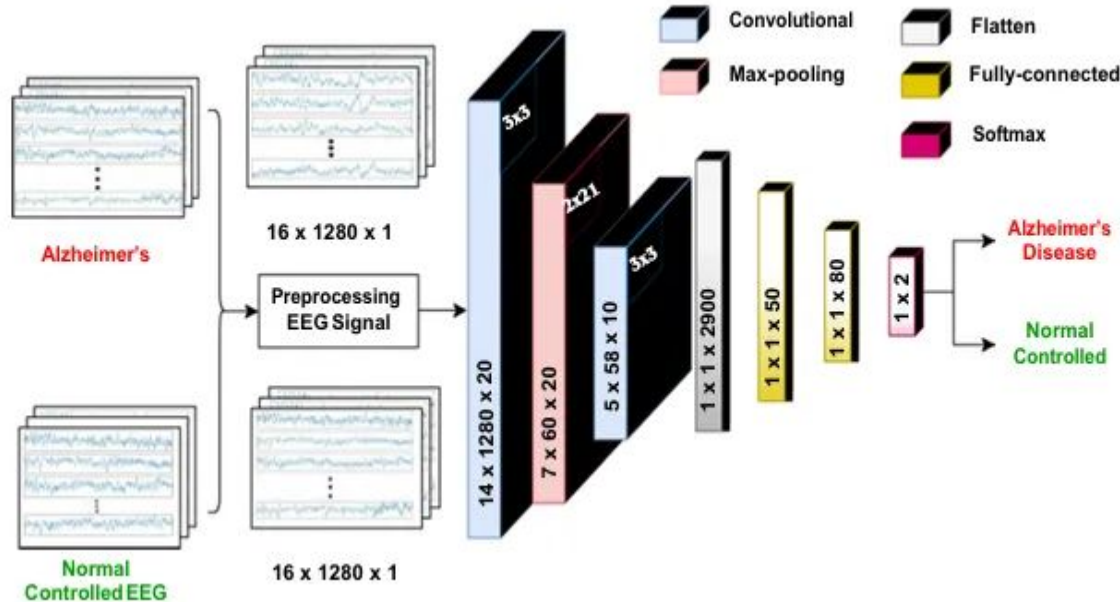 Convolutional
Flatten
Max-pooling
Fully-connected
Softmax
Alzheimer's
16 x 1280 x 1
Preprocessing
EEG Signal
Normal
Controlled EEG
16 x 1280 x 1
3x3
14 x 1280 x 20
2x21
7 x 60 x 20
3x3
5 x 58 x 10
1 x 1 x 2900
1 x 1 x 50
1 x 1 x 80
1 x 2
Alzheimer's
Disease
Normal
Controlled